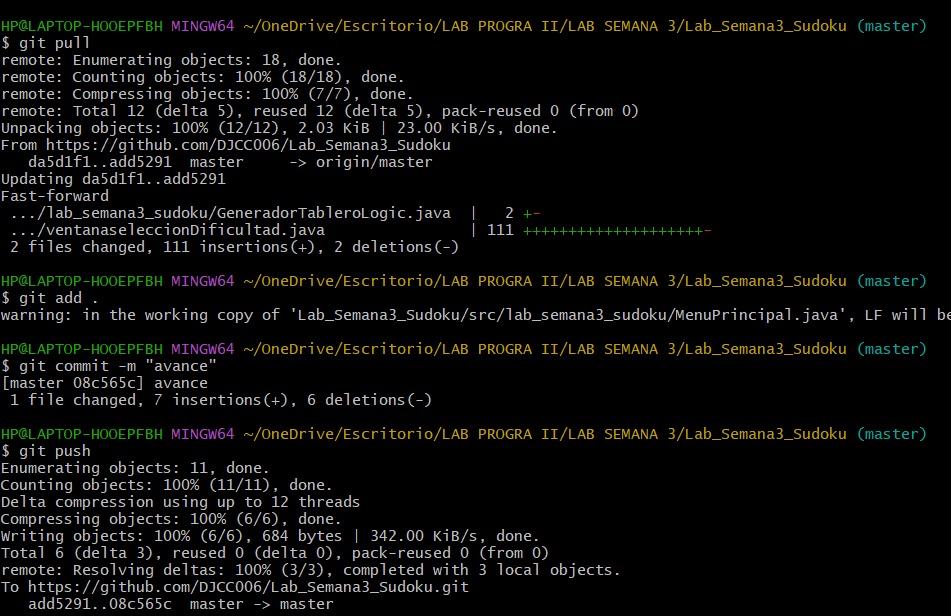 HP@LAPTOP-HOOEPFBH MINGW64 ~/OneDrive/Escritorio/LAB PROGRA II/LAB SEMANA 3/Lab_Semana3_Sudoku (master)
$ git pull
remote: Enumerating objects: 18, done.
remote: Counting objects: 100% (18/18), done.
remote: Compressing objects: 100% (7/7), done.
remote: Total 12 (delta 5), reused 12 (delta 5), pack-reused 0 (from 0)
Unpacking objects: 100% (12/12), 2.03 KiB | 23.00 KiB/s, done.
From https://github.com/DJCC006/Lab_Semana3_Sudoku
   da5d1f1..add5291  master     -> origin/master
Updating da5d1f1..add5291
Fast-forward
 .../lab_semana3_sudoku/GeneradorTableroLogic.java  |   2 +-
 .../ventanaseleccionDificultad.java                | 111 ++++++++++++++++++++-
 2 files changed, 111 insertions(+), 2 deletions(-)
HP@LAPTOP-HOOEPFBH MINGW64 ~/OneDrive/Escritorio/LAB PROGRA II/LAB SEMANA 3/Lab_Semana3_Sudoku (master)
$ git add .
warning: in the working copy of 'Lab_Semana3_Sudoku/src/lab_semana3_sudoku/MenuPrincipal.java', LF will be
HP@LAPTOP-HOOEPFBH MINGW64 ~/OneDrive/Escritorio/LAB PROGRA II/LAB SEMANA 3/Lab_Semana3_Sudoku (master)
$ git commit -m "avance"
[master 08c565c] avance
 1 file changed, 7 insertions(+), 6 deletions(-)
HP@LAPTOP-HOOEPFBH MINGW64 ~/OneDrive/Escritorio/LAB PROGRA II/LAB SEMANA 3/Lab_Semana3_Sudoku (master)
$ git push
Enumerating objects: 11, done.
Counting objects: 100% (11/11), done.
Delta compression using up to 12 threads
Compressing objects: 100% (6/6), done.
Writing objects: 100% (6/6), 684 bytes | 342.00 KiB/s, done.
Total 6 (delta 3), reused 0 (delta 0), pack-reused 0 (from 0)
remote: Resolving deltas: 100% (3/3), completed with 3 local objects.
To https://github.com/DJCC006/Lab_Semana3_Sudoku.git
   add5291..08c565c  master -> master